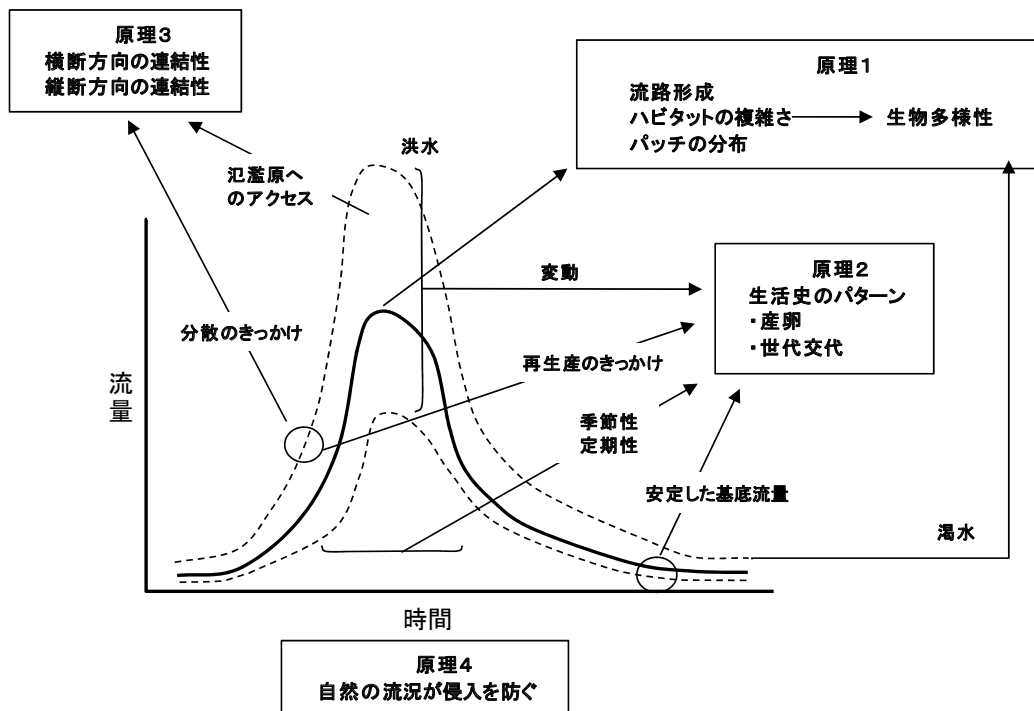 原理3
横断方向の連結性
縦断方向の連結性
原理1
流路形成
ハビタットの複雑さ
生物多様性
パッチの分布
洪水
氾濫原へ
のアクセス
変動
原理2
生活史のパターン
・産卵
・世代交代
分散のきっかけ
再生産のきっかけ
流量
季節性
定期性
安定した基底流量
渇水
時間
原理4
自然の流況が侵入を防ぐ